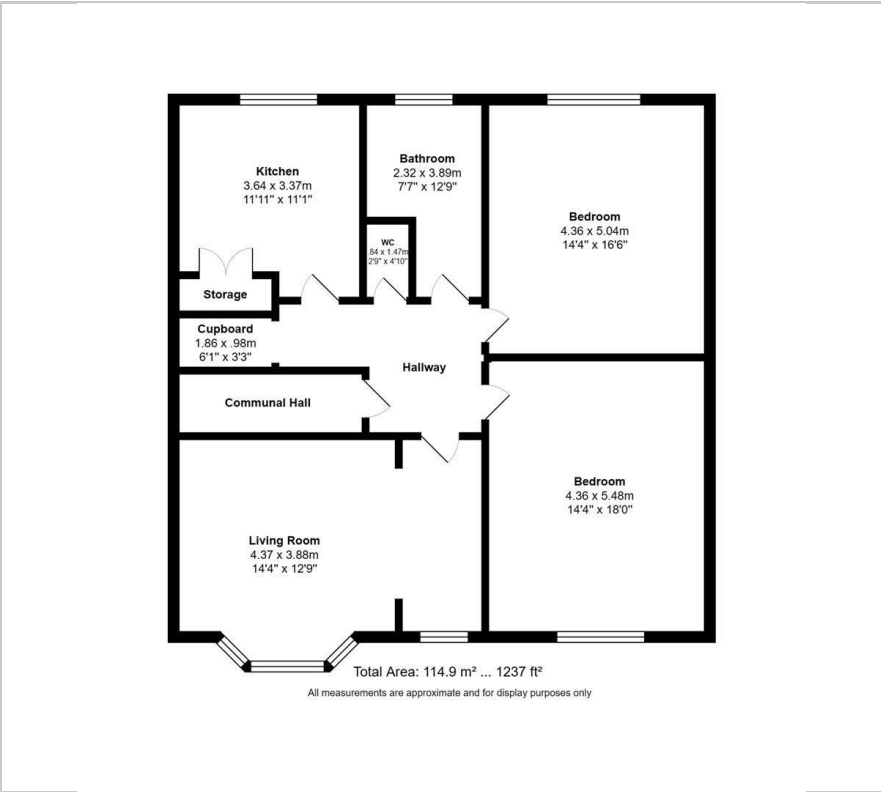 Kitchen
3.64 x 3.37m
11'11" x 11'1"
Bathroom
2.32 x 3.89m
7'7" x 12'9"
Bedroom
4.36 x 5.04m
14'4" x 16'6"
WC
.84 x 1.47m
2'9" x 4'10"
Storage
Cupboard
1.86 x .98m
6'1" x 3'3"
Hallway
Communal Hall
Bedroom
4.36 x 5.48m
14'4" x 18'0"
Living Room
4.37 x 3.88m
14'4" x 12'9"
Total Area: 114.9 m² ... 1237 ft²
All measurements are approximate and for display purposes only